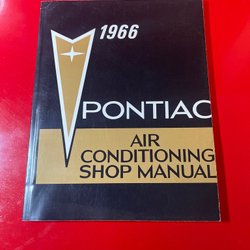 1966
PONTIAC
AIR
CONDITIONING
SHOP MANUAL